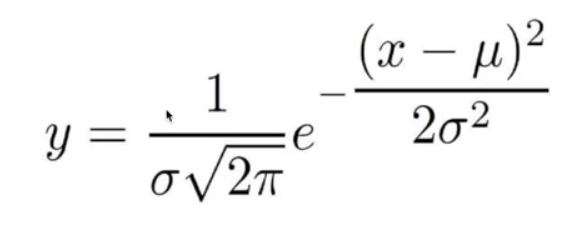 y = \frac{1}{\sigma\sqrt{2\pi}} e^{-\frac{(x - \mu)^2}{2\sigma^2}}